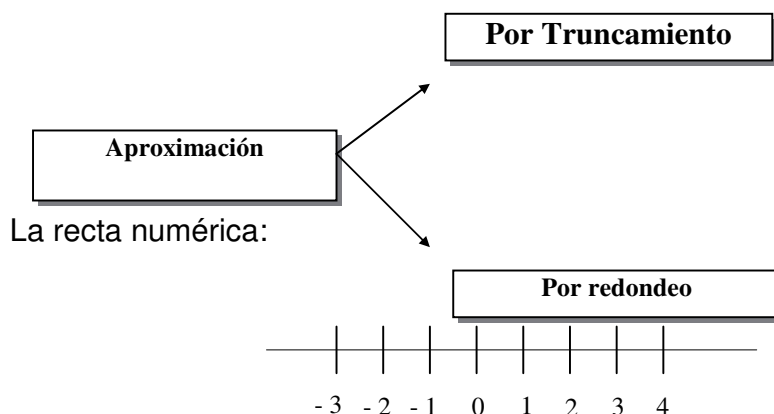 Por Truncamiento
Aproximación
La recta numérica:
Por redondeo
- 3 - 2 - 1 0 1 2 3 4